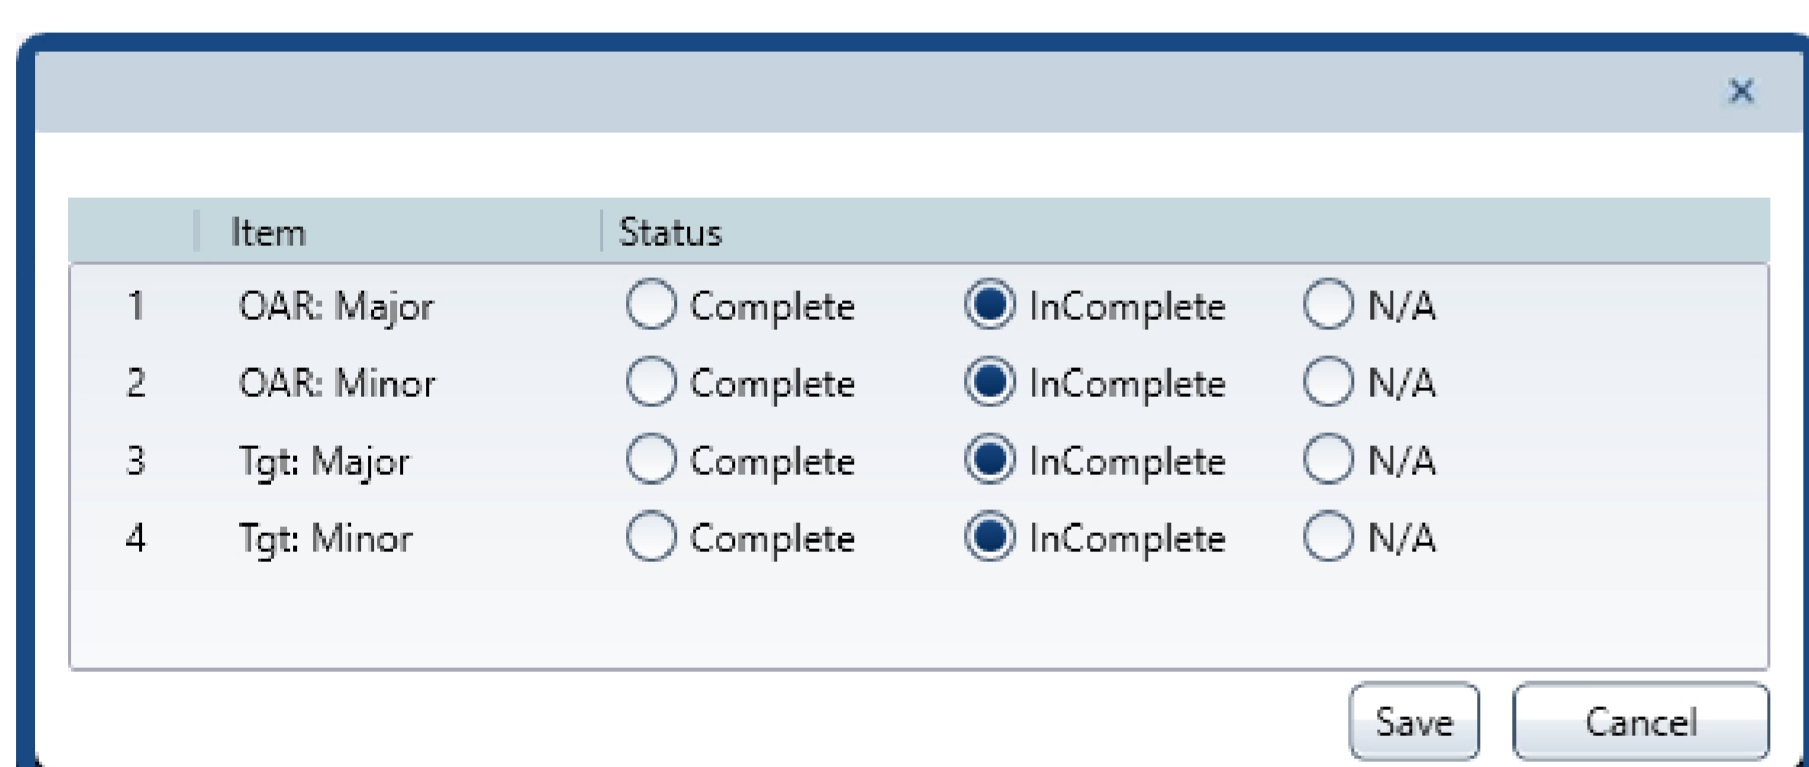 Item Status
1 OAR: Major Complete InComplete N/A
2 OAR: Minor Complete InComplete N/A
3 Tgt: Major Complete InComplete N/A
4 Tgt: Minor Complete InComplete N/A
Save Cancel